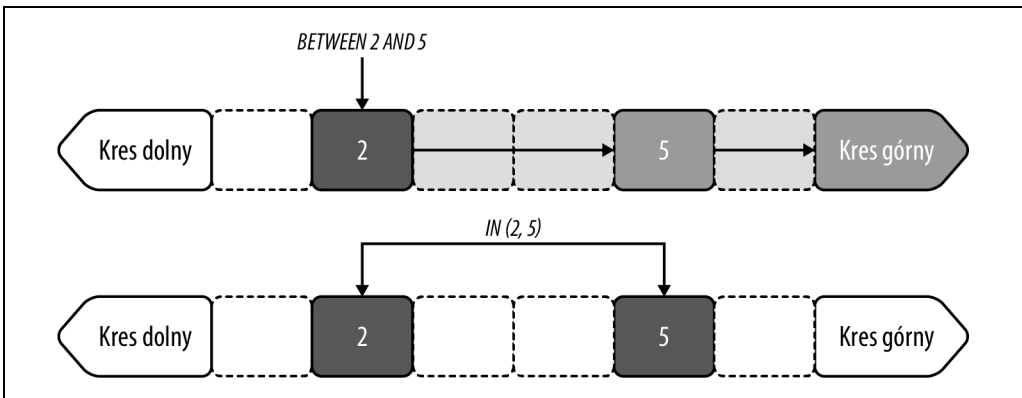 BETWEEN 2 AND 5
Kres dolny 2 5 Kres górny
IN (2, 5)
Kres dolny 2 5 Kres górny